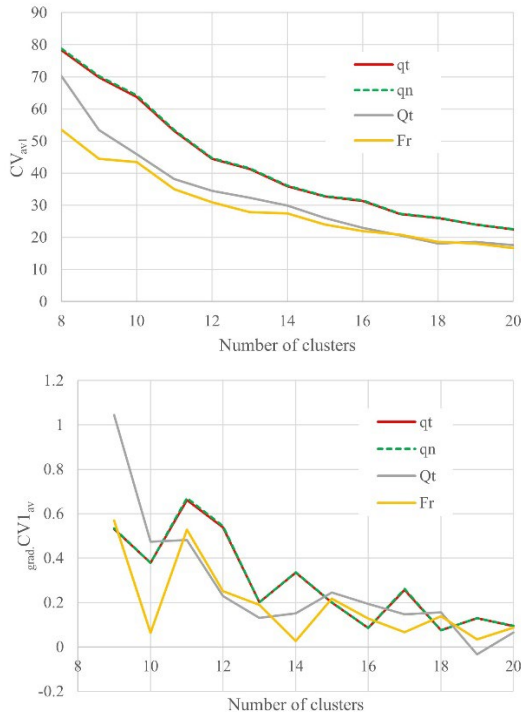 90
80
70
60
50
40
30
20
10
0
CVav1
qt
qn
Qt
Fr
8 10 12 14 16 18 20
Number of clusters
1.2
1
0.8
0.6
0.4
0.2
0
-0.2
grad.CV1av
qt
qn
Qt
Fr
8 10 12 14 16 18 20
Number of clusters